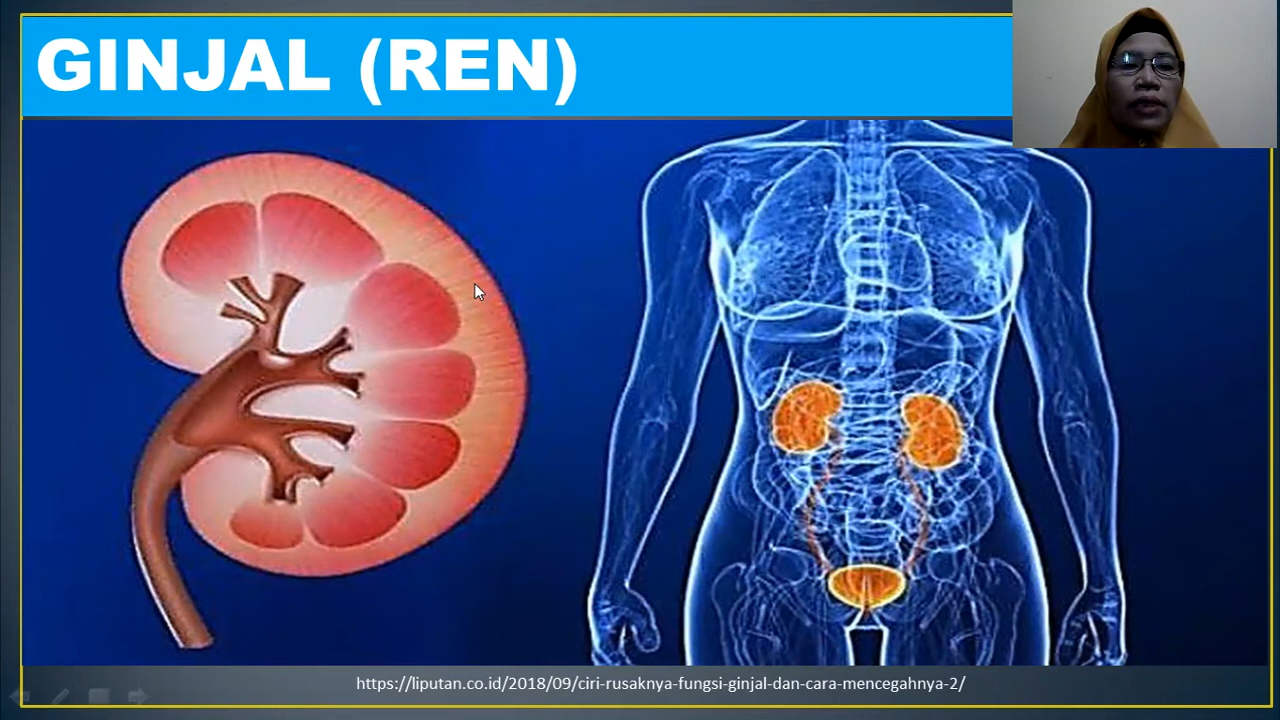 GINJAL (REN)
https://liputan.co.id/2018/09/ciri-rusaknya-fungsi-ginjal-dan-cara-mencegahnya-2/